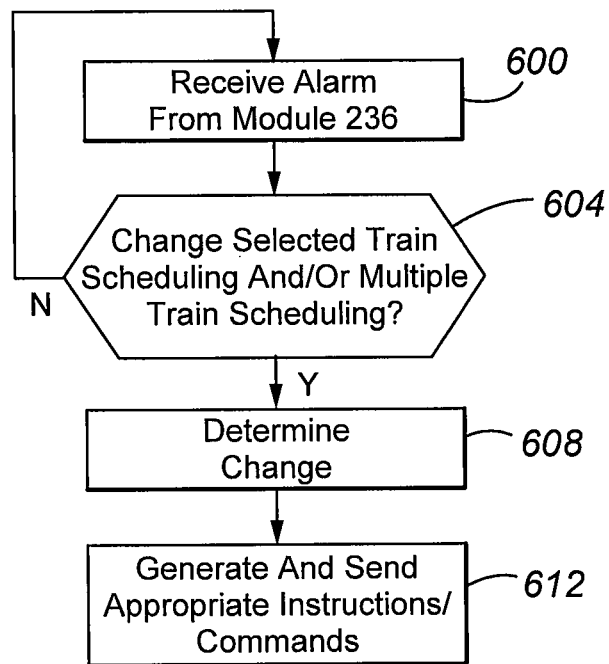 Receive Alarm
From Module 236
600
Change Selected Train
Scheduling And/Or Multiple
Train Scheduling?
604
N
Y
Determine
Change
608
Generate And Send
Appropriate Instructions/
Commands
612